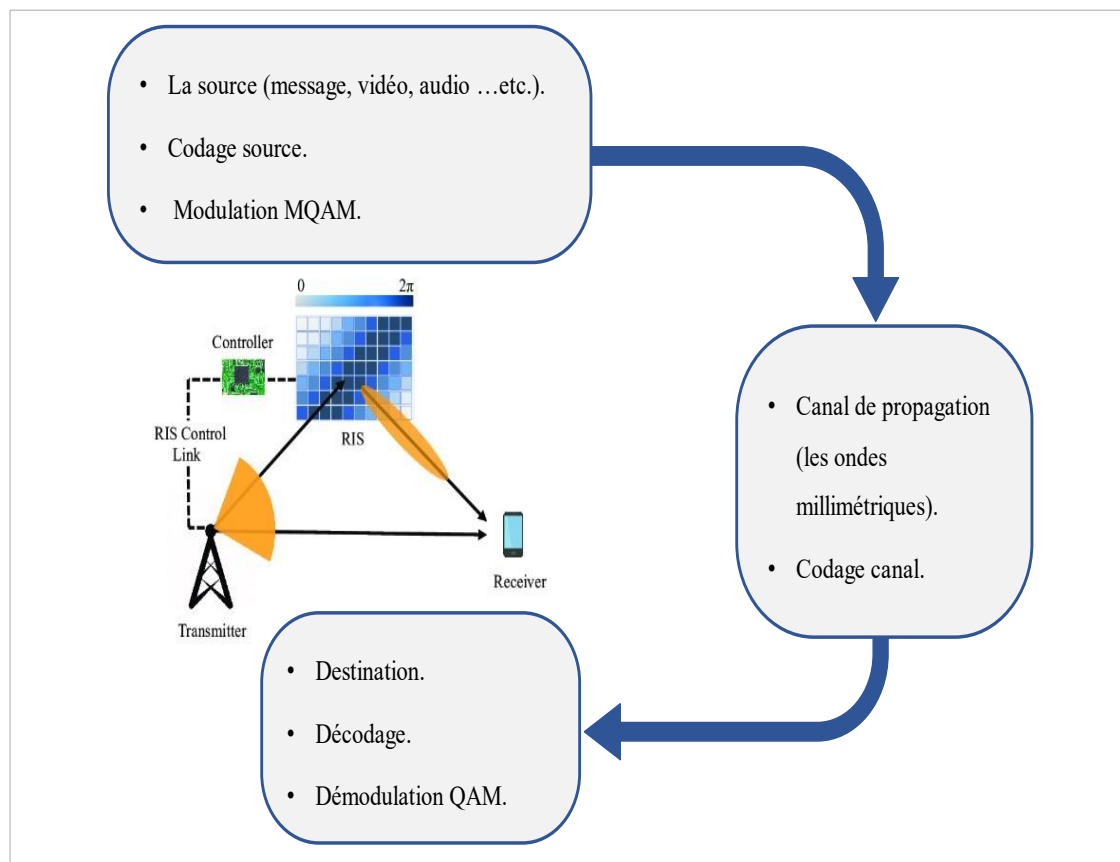 • La source (message, vidéo, audio …etc.).
• Codage source.
• Modulation MQAM.
0 2π
Controller
RIS Control
Link
RIS
Receiver
Transmitter
• Canal de propagation
(les ondes
millimétriques).
• Codage canal.
• Destination.
• Décodage.
• Démodulation QAM.